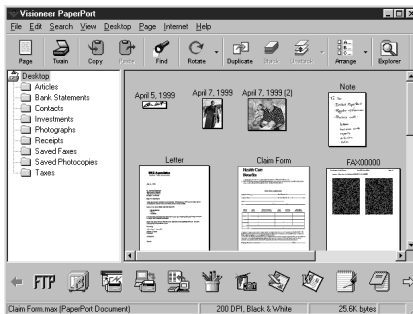 Visioneer PaperPort
File Edit Search View Desktop Page Internet Help
Page Twain Copy Paste Find Rotate Duplicate Stack Unstack Arrange Explorer
Desktop
Articles
Bank Statements
Contacts
Investments
Photographs
Receipts
Saved Faxes
Saved Photocopies
Taxes
April 5, 1999
April 7, 1999
April 7, 1999 (2)
Note
Letter
Claim Form
FAX00000
Health Care
Benefits
FTP
Claim Form.max (PaperPort Document) 200 DPI, Black & White 25.6K bytes